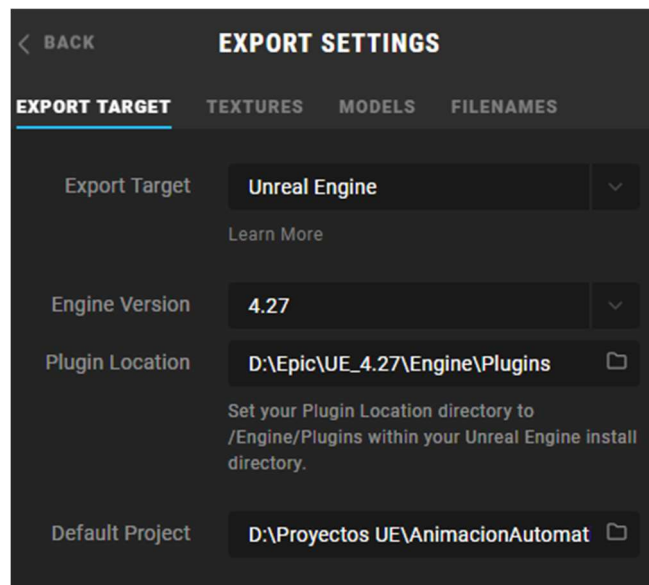 BACK
EXPORT SETTINGS
EXPORT TARGET TEXTURES MODELS FILENAMES
Export Target Unreal Engine
Learn More
Engine Version 4.27
Plugin Location D:\Epic\UE_4.27\Engine\Plugins
Set your Plugin Location directory to
/Engine/Plugins within your Unreal Engine install
directory.
Default Project D:\Proyectos UE\AnimacionAutomat